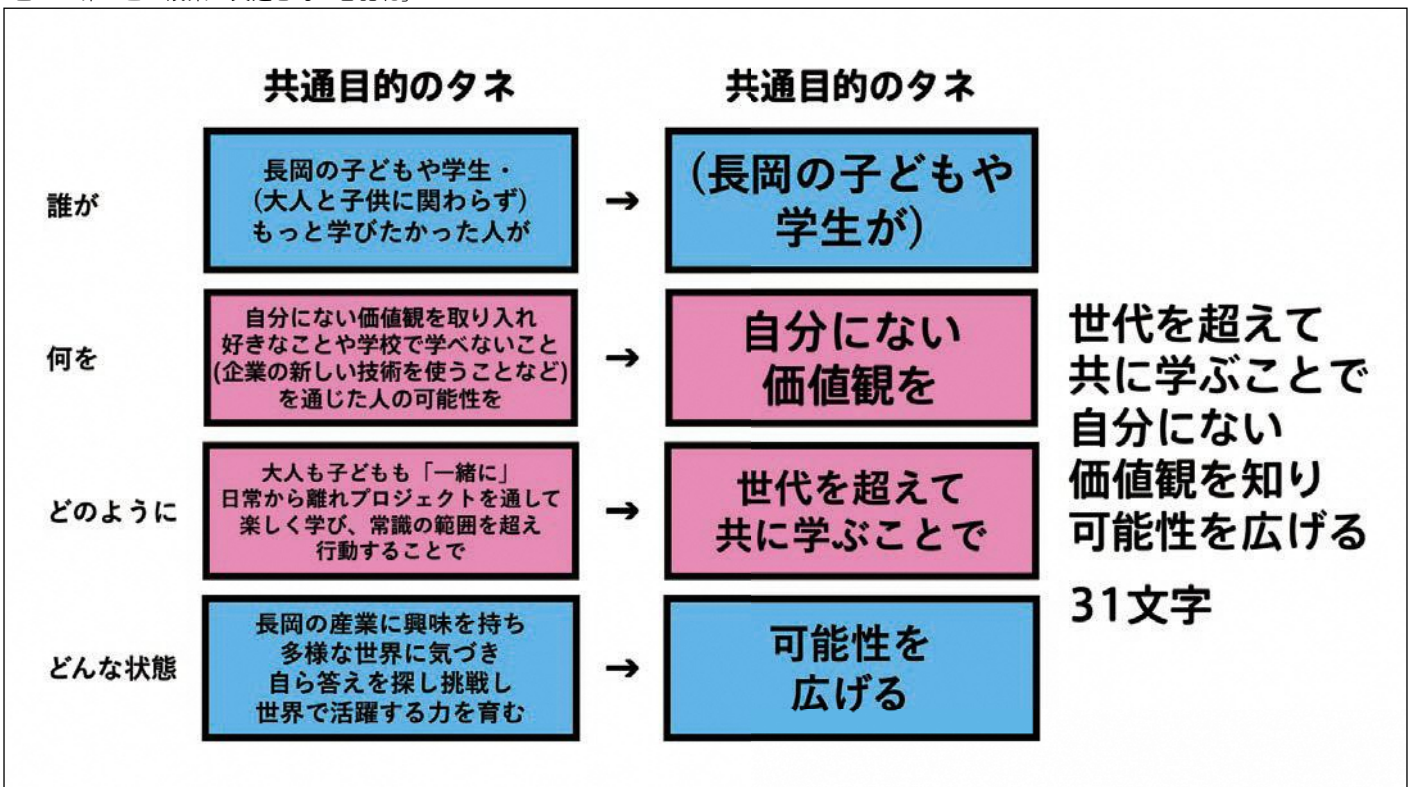 共通目的のタネ
共通目的のタネ
誰が
長岡の子どもや学生・
(大人と子供に関わらず)
もっと学びたかった人が
→
(長岡の子どもや
学生が)
何を
自分にない価値観を取り入れ
好きなことや学校で学べないこと
(企業の新しい技術を使うことなど)
を通じた人の可能性を
→
自分にない
価値観を
どのように
大人も子どもも「一緒に」
日常から離れプロジェクトを通して
楽しく学び、常識の範囲を超え
行動することで
→
世代を超えて
共に学ぶことで
どんな状態
長岡の産業に興味を持ち
多様な世界に気づき
自ら答えを探し挑戦し
世界で活躍する力を育む
→
可能性を
広げる
世代を超えて
共に学ぶことで
自分にない
価値観を知り
可能性を広げる
31文字